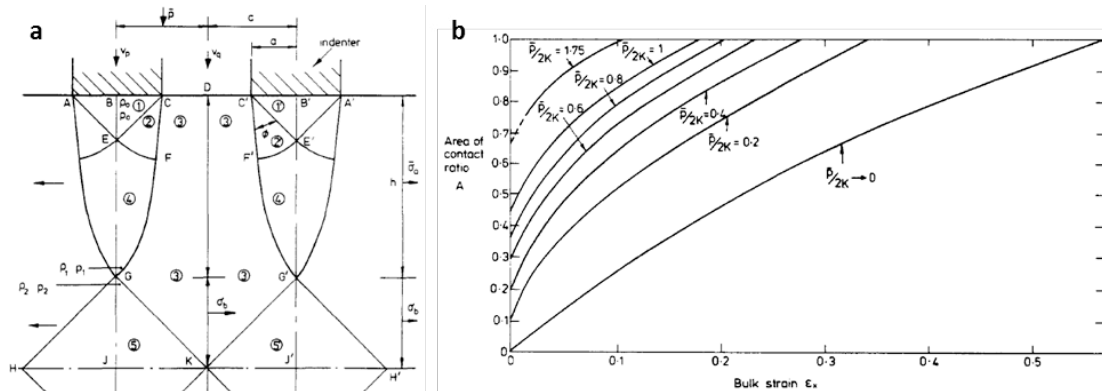 a
p̄
c
v_p
v_q
a
indenter
D
A
B
C
C'
B'
A'
p_o
p_o
①
①'
②
③
③
ø
②'
E
E'
F
F'
h
σ̄_a
④
④
ρ_1 p_1
G
③
③
G'
ρ_2 p_2
σ_b
σ_b
⑤
⑤'
H
J
K
J'
H'
b
1.0
0.9
0.8
0.7
0.6
0.5
0.4
0.3
0.2
0.1
0
Area of
contact
ratio
A
p̄/2K = 1·75
p̄/2K = 1
p̄/2K = 0·8
p̄/2K = 0·6
p̄/2K = 0·4
p̄/2K = 0·2
p̄/2K → 0
0
0.1
0.2
0.3
0.4
0.5
Bulk strain ε_x